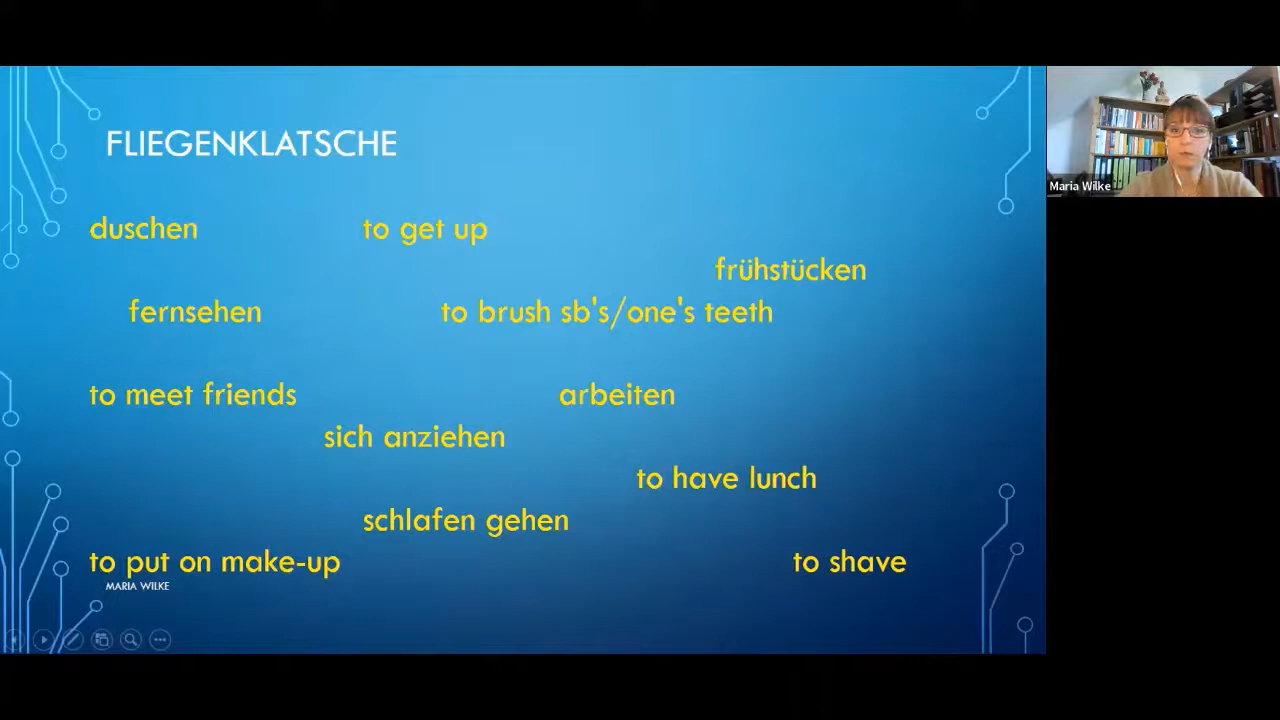 FLIEGENKLATSCHE
duschen to get up
frühstücken
fernsehen to brush sb's/one's teeth
to meet friends arbeiten
sich anziehen
to have lunch
schlafen gehen
to put on make-up to shave
MARIA WILKE
Maria Wilke